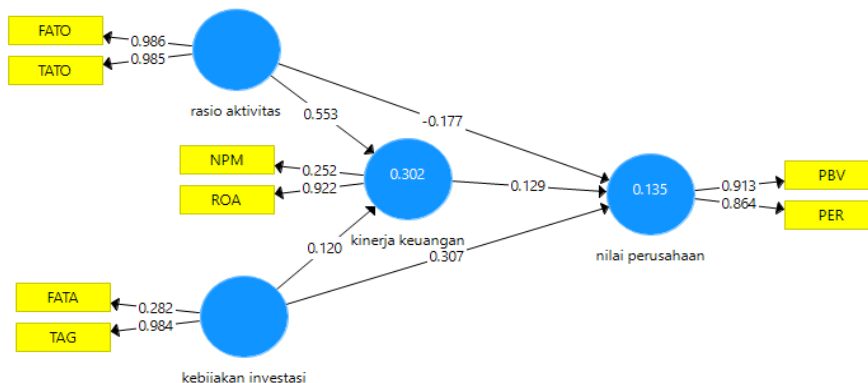 FATO
0.986
TATO
0.985
rasio aktivitas
0.553
-0.177
NPM
0.252
ROA
0.922
0.302
kinerja keuangan
0.129
0.135
nilai perusahaan
0.913
PBV
0.864
PER
0.120
0.307
FATA
0.282
TAG
0.984
kebijakan investasi